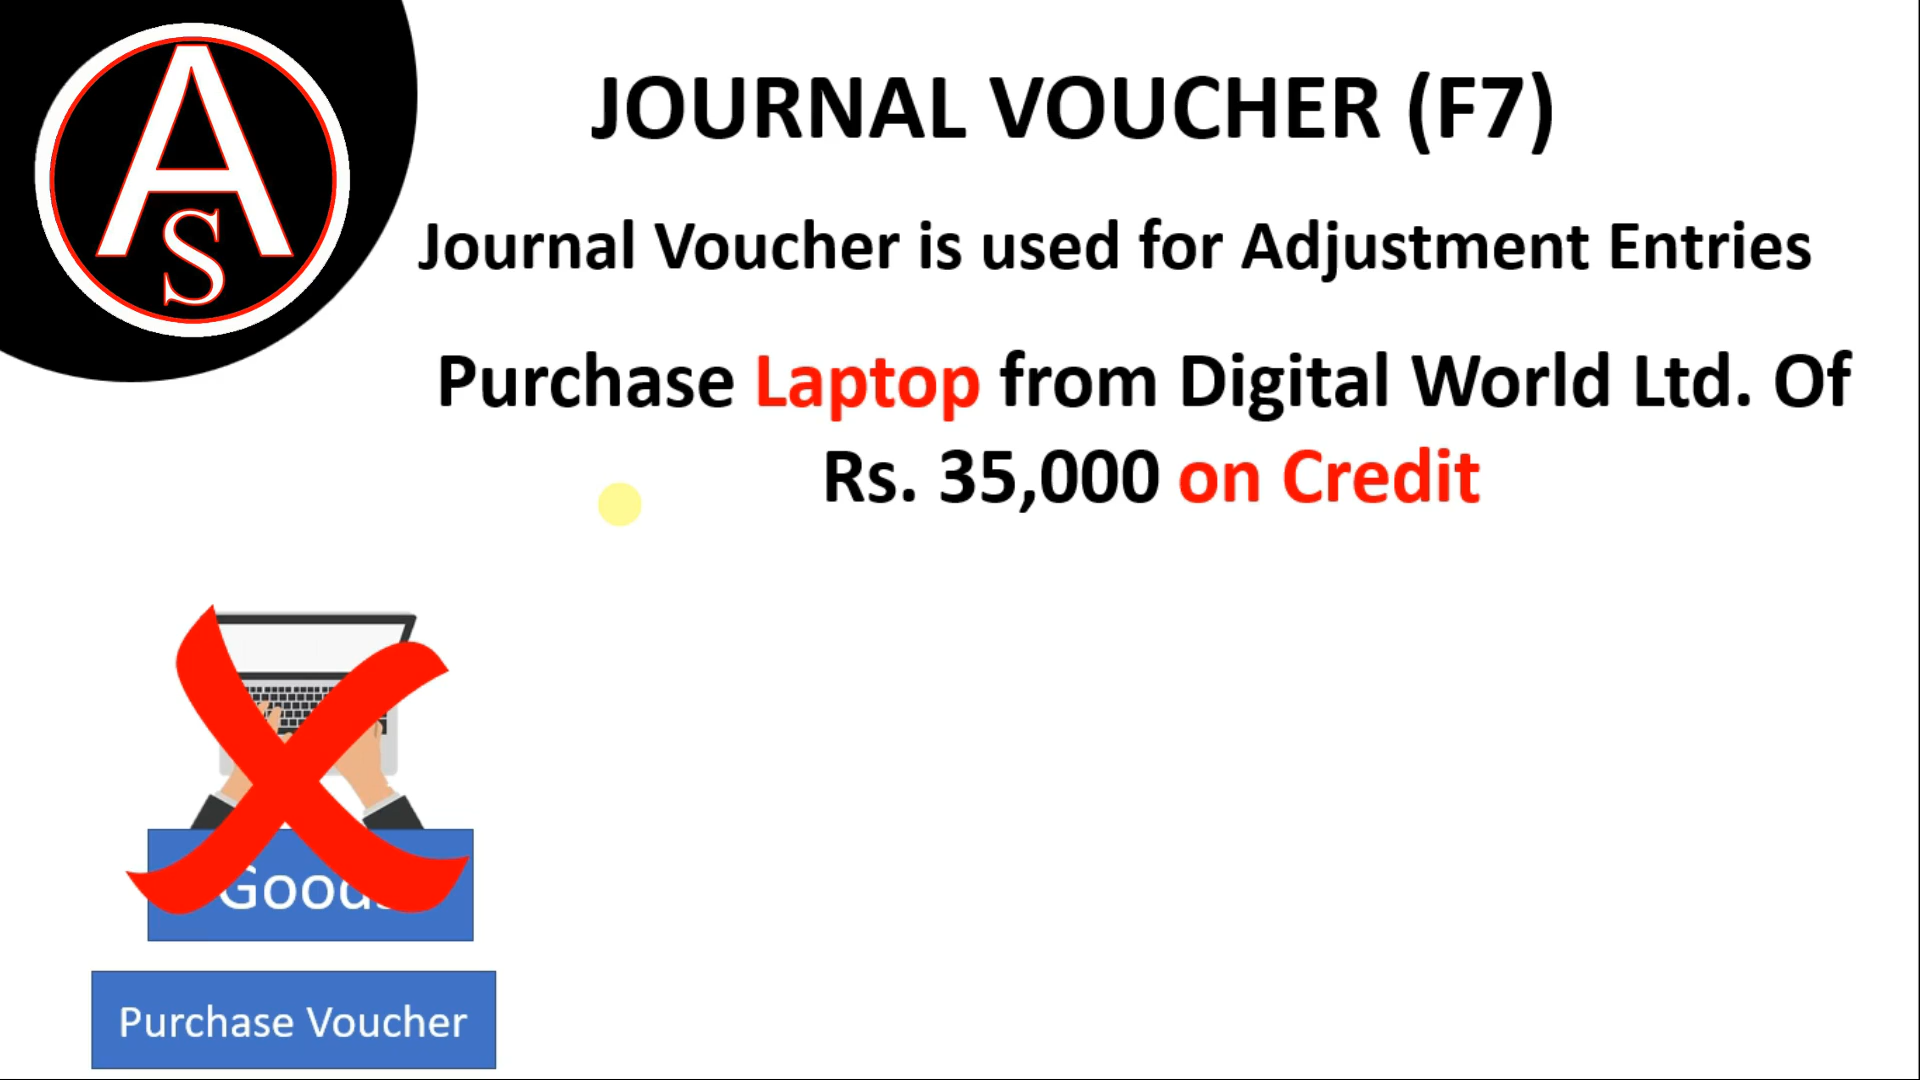 A
S
JOURNAL VOUCHER (F7)
Journal Voucher is used for Adjustment Entries
Purchase Laptop from Digital World Ltd. Of
Rs. 35,000 on Credit
Goods
Purchase Voucher